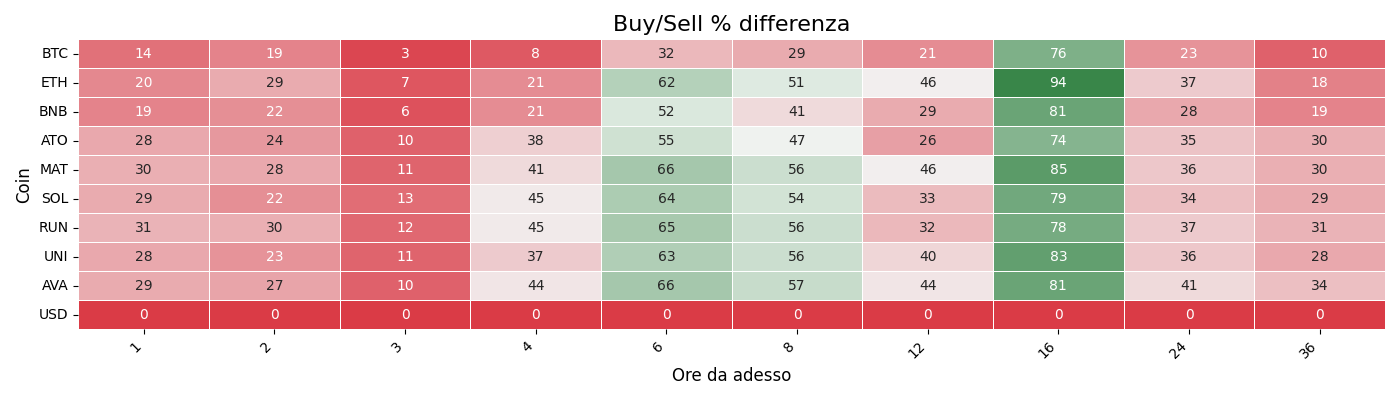 Buy/Sell % differenza
Coin
BTC 14 19 3 8 32 29 21 76 23 10
ETH 20 29 7 21 62 51 46 94 37 18
BNB 19 22 6 21 52 41 29 81 28 19
ATO 28 24 10 38 55 47 26 74 35 30
MAT 30 28 11 41 66 56 46 85 36 30
SOL 29 22 13 45 64 54 33 79 34 29
RUN 31 30 12 45 65 56 32 78 37 31
UNI 28 23 11 37 63 56 40 83 36 28
AVA 29 27 10 44 66 57 44 81 41 34
USD 0 0 0 0 0 0 0 0 0 0
1 2 3 4 6 8 12 16 24 36
Ore da adesso